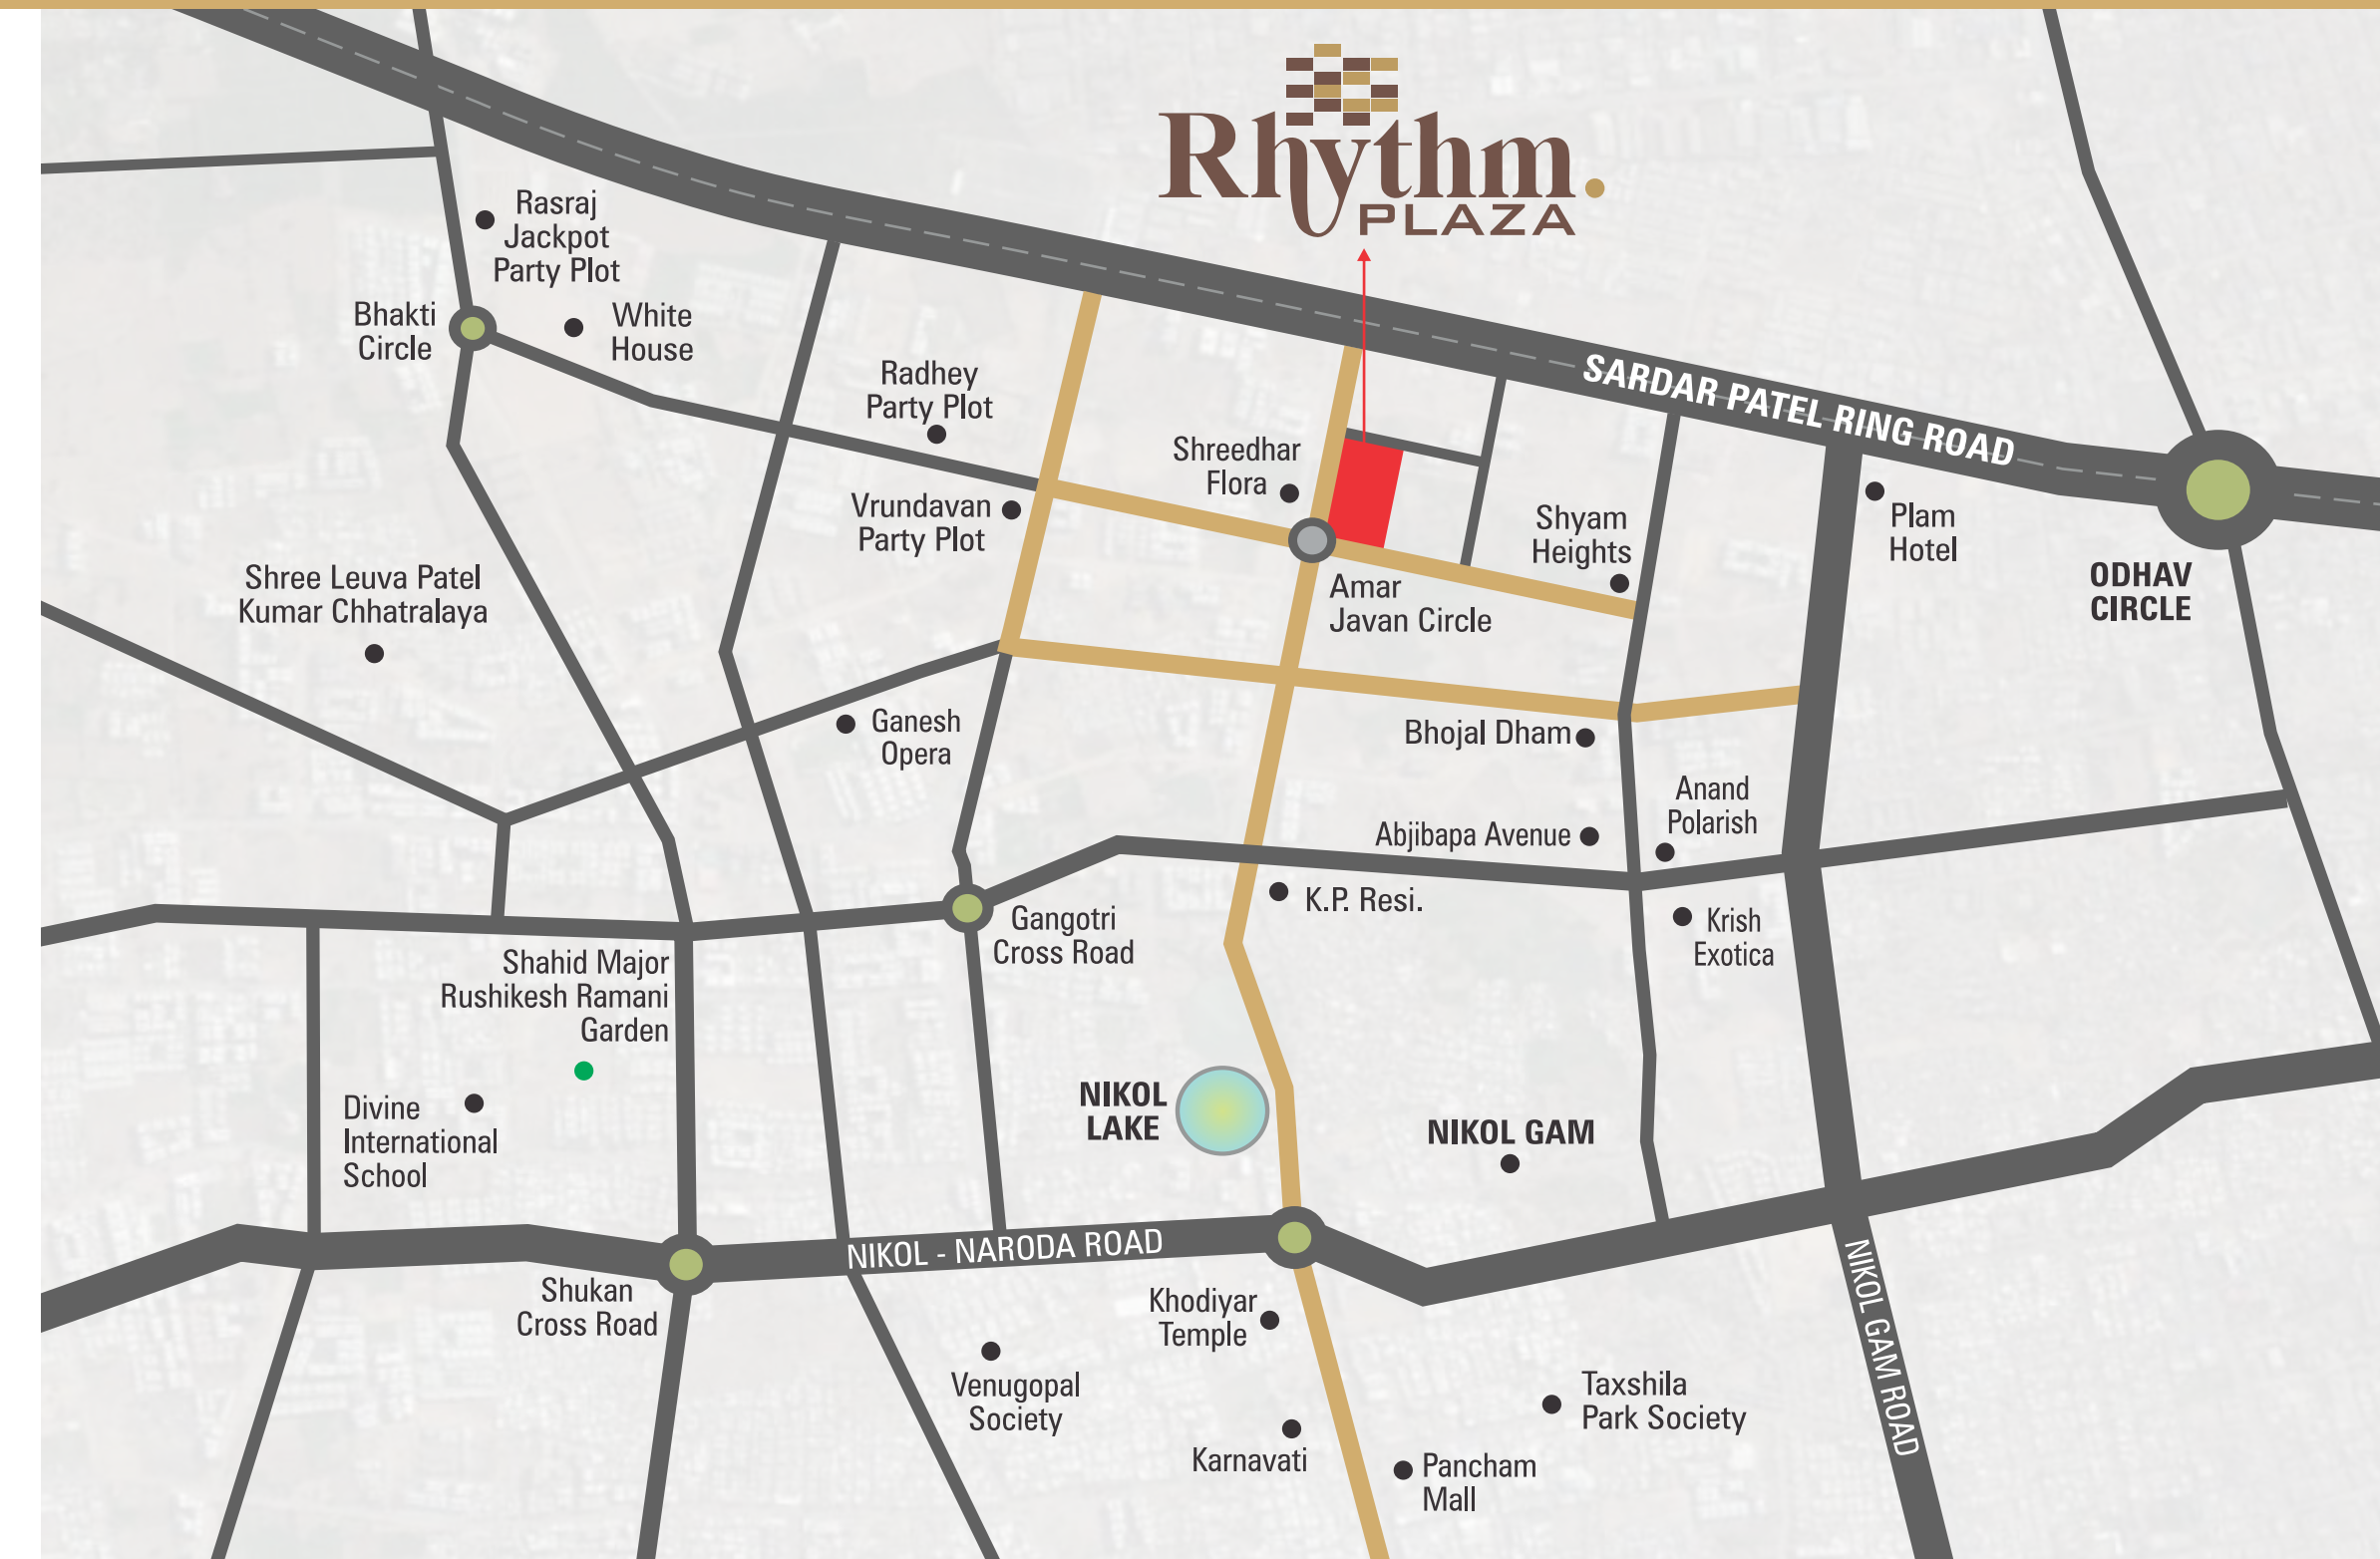 Rhythm
PLAZA
Rasraj
Jackpot
Party Plot
Bhakti
Circle
White
House
Radhey
Party Plot
SARDAR PATEL RING ROAD
Shreedhar
Flora
Vrundavan
Party Plot
Shyam
Heights
Plam
Hotel
ODHAV
CIRCLE
Shree Leuva Patel
Kumar Chhatralaya
Amar
Javan Circle
Ganesh
Opera
Bhojal Dham
Anand
Polarish
Abjibapa Avenue
K.P. Resi.
Gangotri
Cross Road
Krish
Exotica
Shahid Major
Rushikesh Ramani
Garden
Divine
International
School
NIKOL
LAKE
NIKOL GAM
NIKOL - NARODA ROAD
Shukan
Cross Road
Khodiyar
Temple
NIKOL GAM ROAD
Venugopal
Society
Taxshila
Park Society
Karnavati
Pancham
Mall